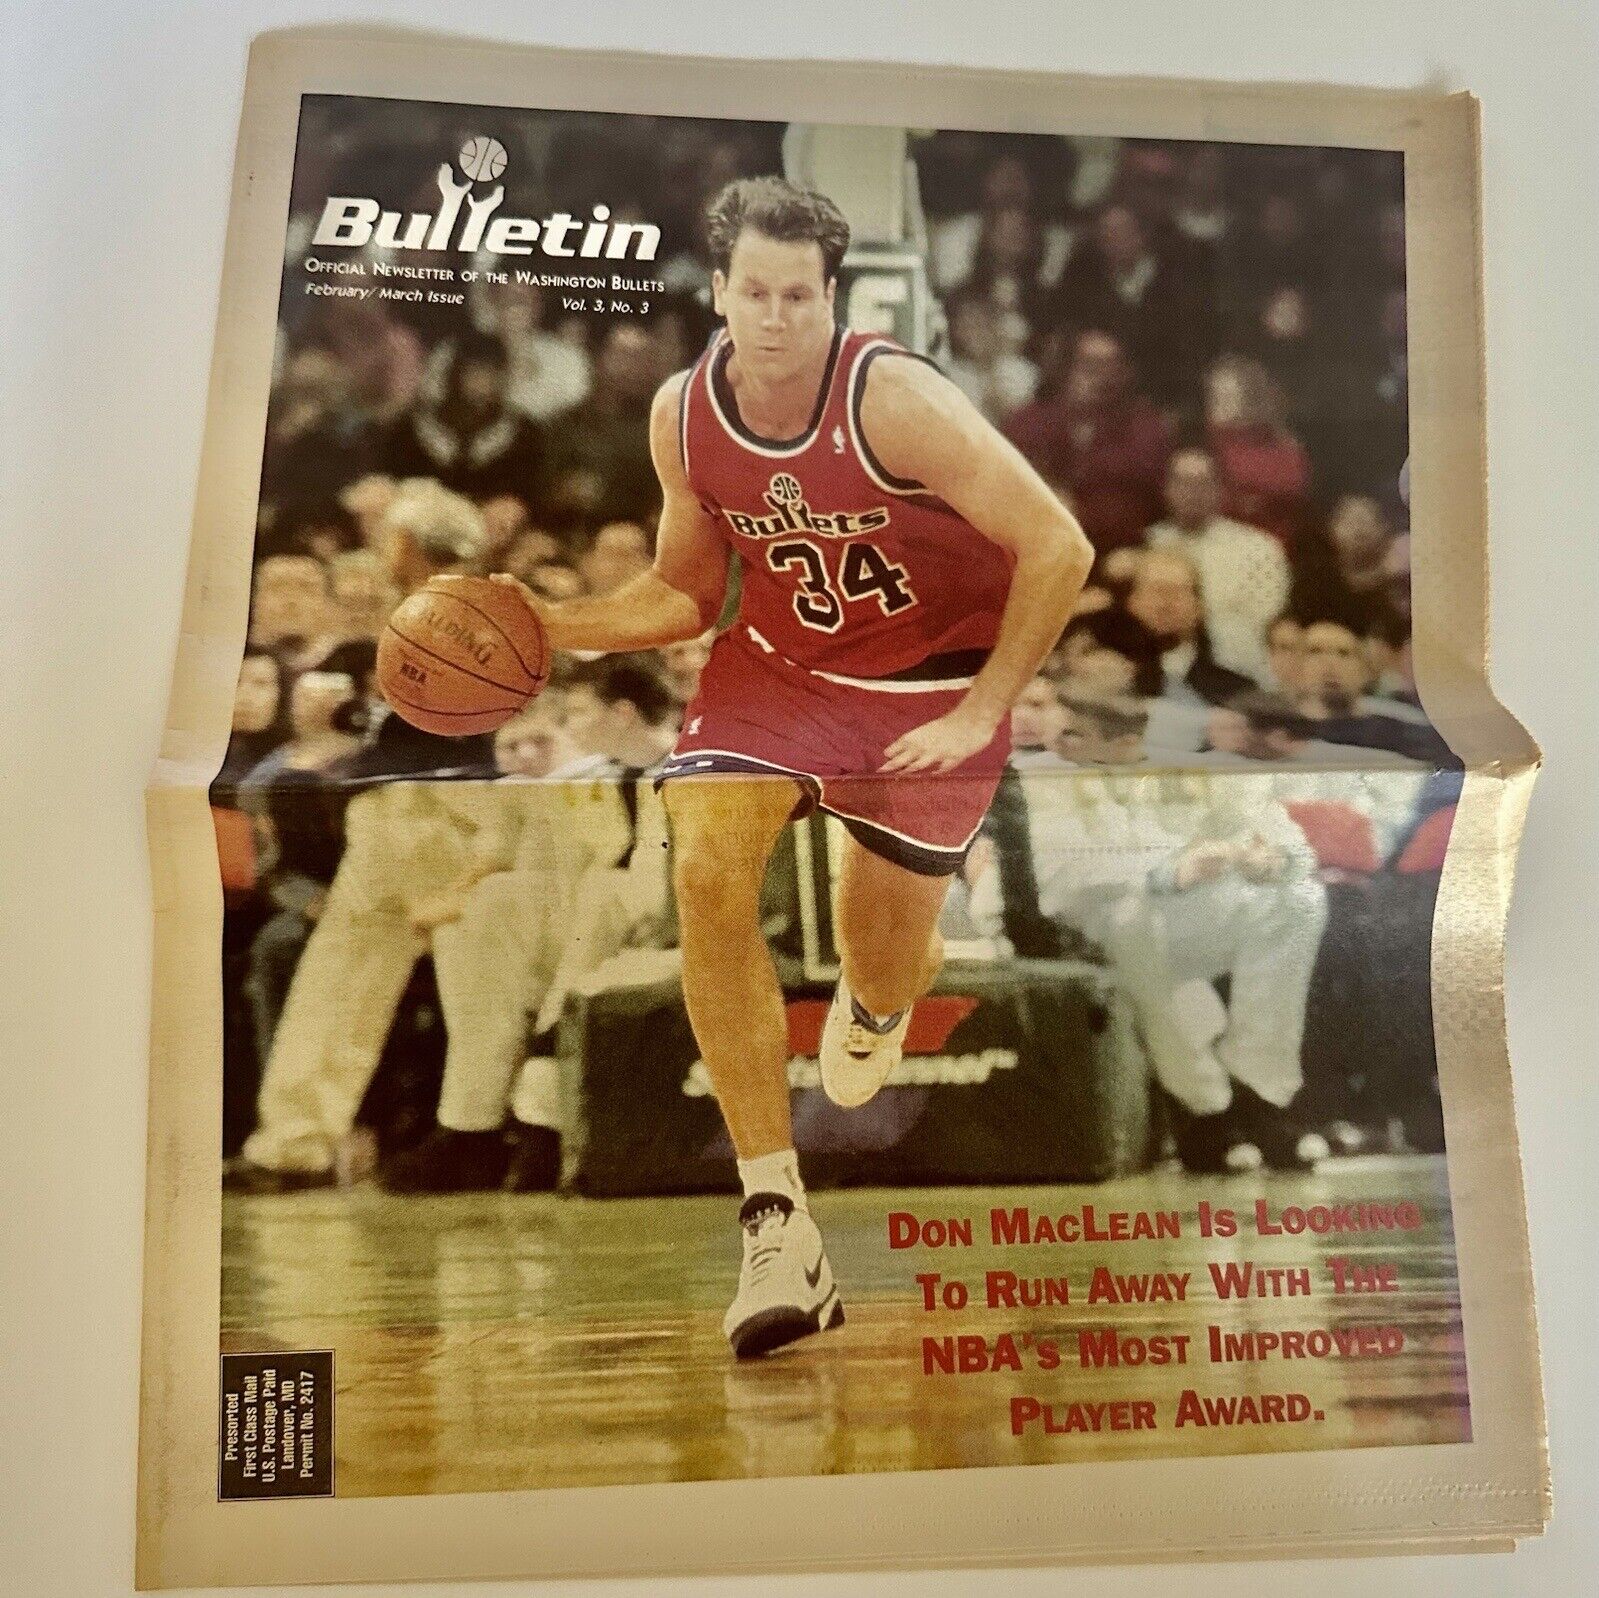 Bulletin
Official Newsletter of the Washington Bullets
February/March Issue
Vol. 3, No. 3
Bullets
34
SPALDING
NBA
Don MacLean Is Looking
To Run Away With The
NBA's Most Improved
Player Award.
Presorted
First Class Mail
U.S. Postage Paid
Landover, MD
Permit No. 2417